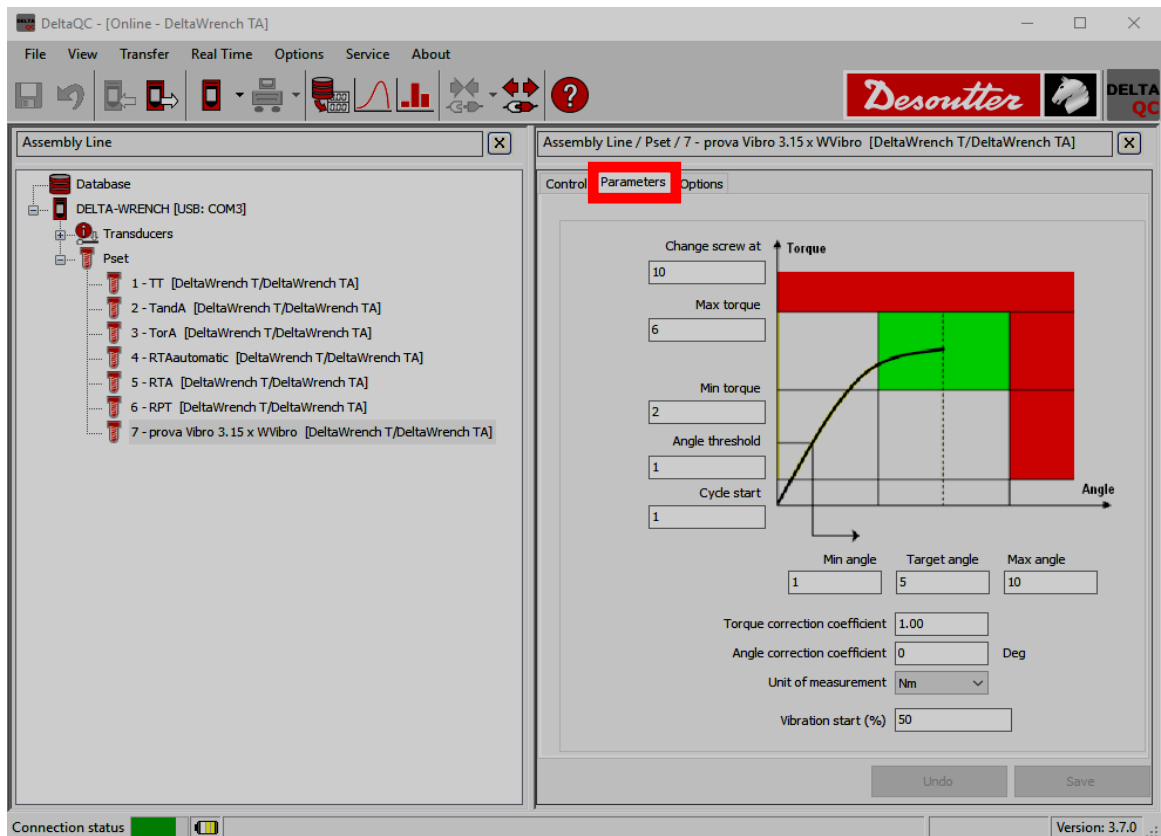 DeltaQC - [Online - DeltaWrench TA]
File View Transfer Real Time Options Service About
Desoutter
DELTA QC
Assembly Line
Database
DELTA-WRENCH [USB: COM3]
Transducers
Pset
1 - TT [DeltaWrench T/DeltaWrench TA]
2 - TandA [DeltaWrench T/DeltaWrench TA]
3 - TorA [DeltaWrench T/DeltaWrench TA]
4 - RTAautomatic [DeltaWrench T/DeltaWrench TA]
5 - RTA [DeltaWrench T/DeltaWrench TA]
6 - RPT [DeltaWrench T/DeltaWrench TA]
7 - prova Vibro 3.15 x WVibro [DeltaWrench T/DeltaWrench TA]
Assembly Line / Pset / 7 - prova Vibro 3.15 x WVibro [DeltaWrench T/DeltaWrench TA]
Control Parameters Options
Change screw at
10
Max torque
6
Min torque
2
Angle threshold
1
Cycle start
1
Torque
Angle
Min angle Target angle Max angle
1 5 10
Torque correction coefficient 1.00
Angle correction coefficient 0 Deg
Unit of measurement Nm
Vibration start (%) 50
Undo Save
Connection status
Version: 3.7.0